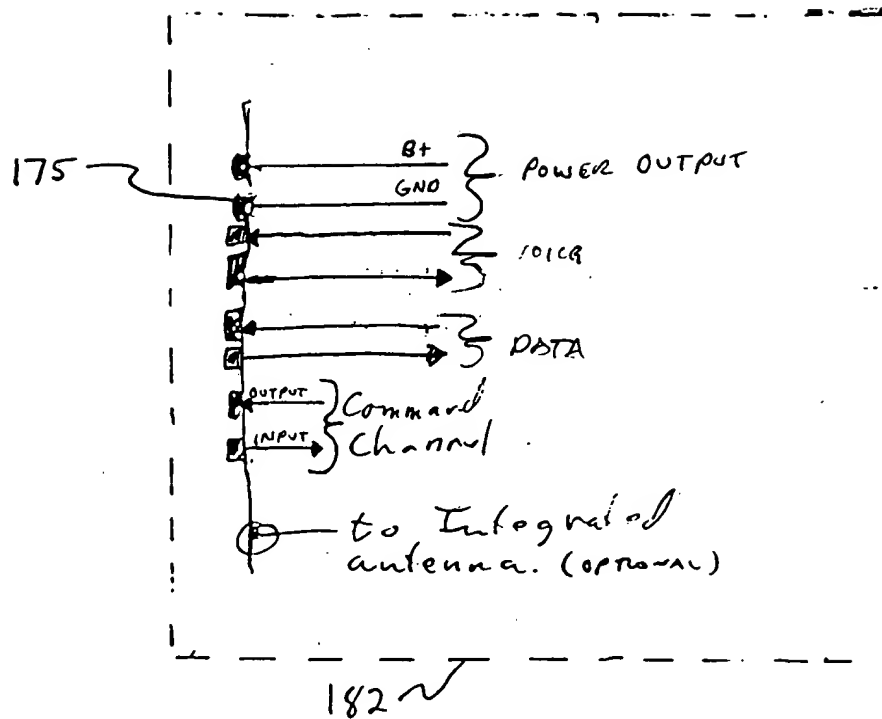 B+
175
POWER OUTPUT
GND
DATA
OUTPUT
Command
INPUT
Channel
to Integrated
antenna. (OPTIONAL)
182